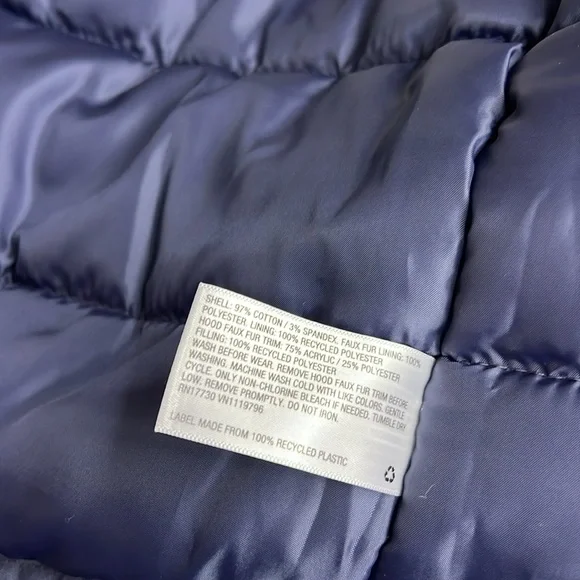 SHELL: 97% COTTON / 3% SPANDEX. FAUX FUR LINING: 100%
POLYESTER. LINING: 100% RECYCLED POLYESTER
HOOD FAUX FUR TRIM: 75% ACRYLIC / 25% POLYESTER
FILLING: 100% RECYCLED POLYESTER
WASH BEFORE WEAR. REMOVE HOOD FAUX FUR TRIM BEFORE
WASHING. MACHINE WASH COLD WITH LIKE COLORS. GENTLE
CYCLE. ONLY NON-CHLORINE BLEACH IF NEEDED. TUMBLE DRY
LOW. REMOVE PROMPTLY. DO NOT IRON.
RN17730 VN1119796
LABEL MADE FROM 100% RECYCLED PLASTIC